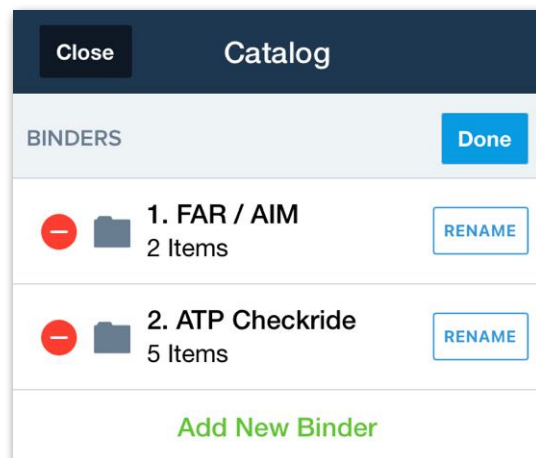 Close
Catalog
BINDERS
Done
1. FAR / AIM
2 Items
RENAME
2. ATP Checkride
5 Items
RENAME
Add New Binder